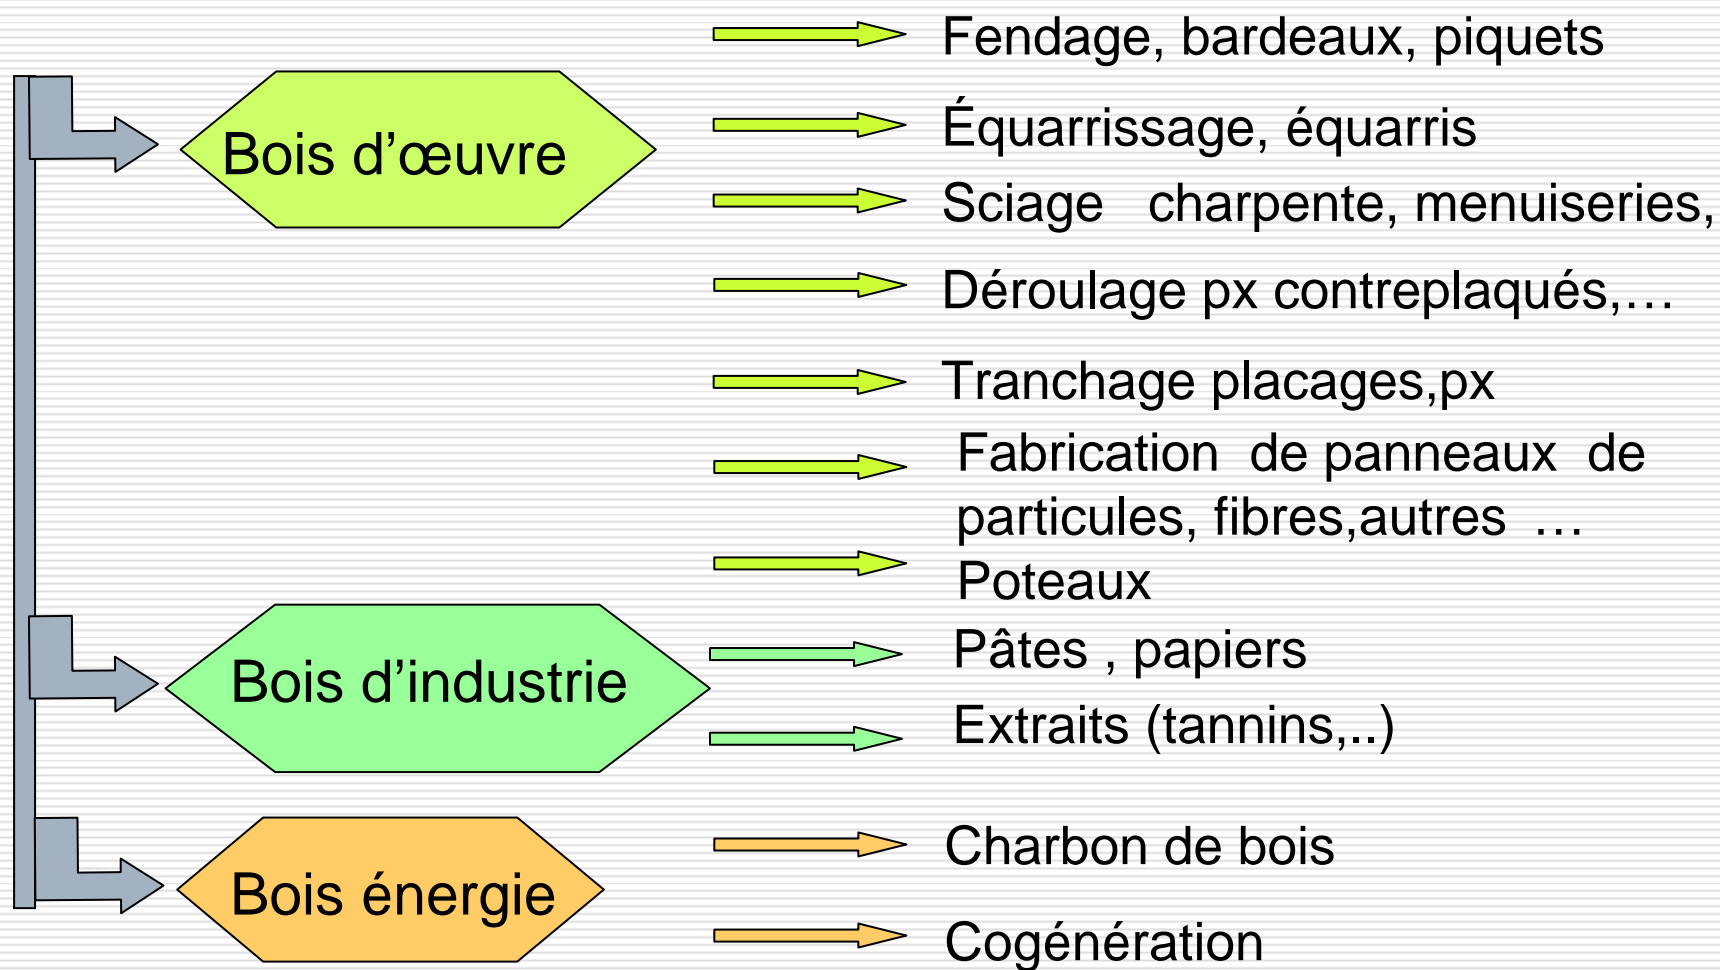 Fendage, bardeaux, piquets
Bois d’œuvre
Équarrissage, équarris
Sciage charpente, menuiseries,
Déroulage px contreplaqués,…
Tranchage placages,px
Fabrication de panneaux de
particules, fibres,autres …
Poteaux
Bois d’industrie
Pâtes , papiers
Extraits (tannins,..)
Bois énergie
Charbon de bois
Cogénération